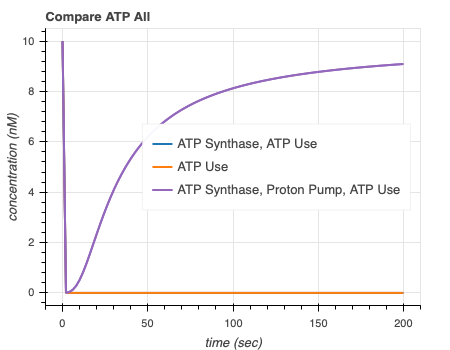 Compare ATP All
10
8
6
4
2
0
concentration (nM)
ATP Synthase, ATP Use
ATP Use
ATP Synthase, Proton Pump, ATP Use
0
50
100
150
200
time (sec)